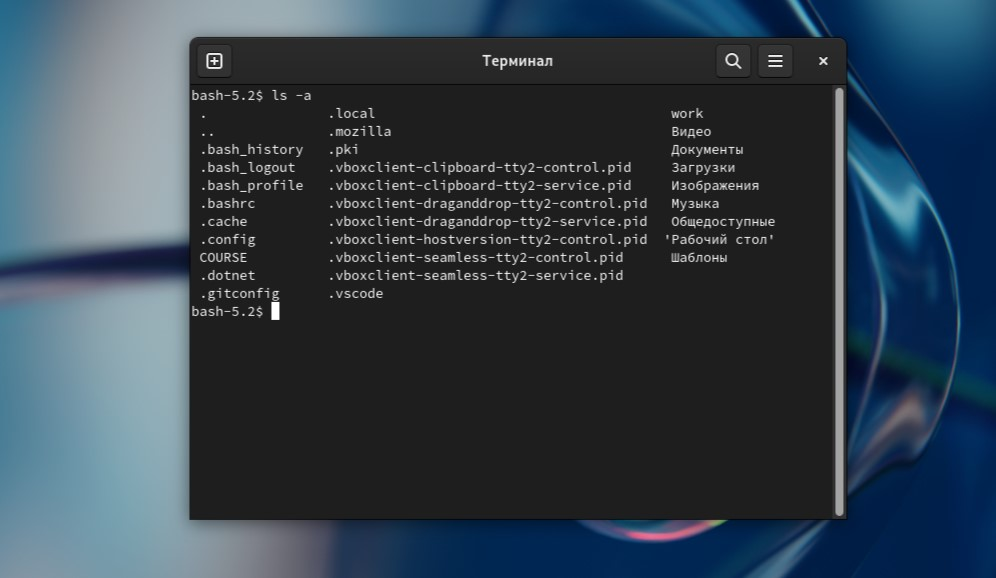 Терминал
bash-5.2$ ls -a
. .local work
.. .mozilla Видео
.bash_history .pki Документы
.bash_logout .vboxclient-clipboard-tty2-control.pid Загрузки
.bash_profile .vboxclient-clipboard-tty2-service.pid Изображения
.bashrc .vboxclient-draganddrop-tty2-control.pid Музыка
.cache .vboxclient-draganddrop-tty2-service.pid Общедоступные
.config .vboxclient-hostversion-tty2-control.pid 'Рабочий стол'
COURSE .vboxclient-seamless-tty2-control.pid Шаблоны
.dotnet .vboxclient-seamless-tty2-service.pid
.gitconfig .vscode
bash-5.2$